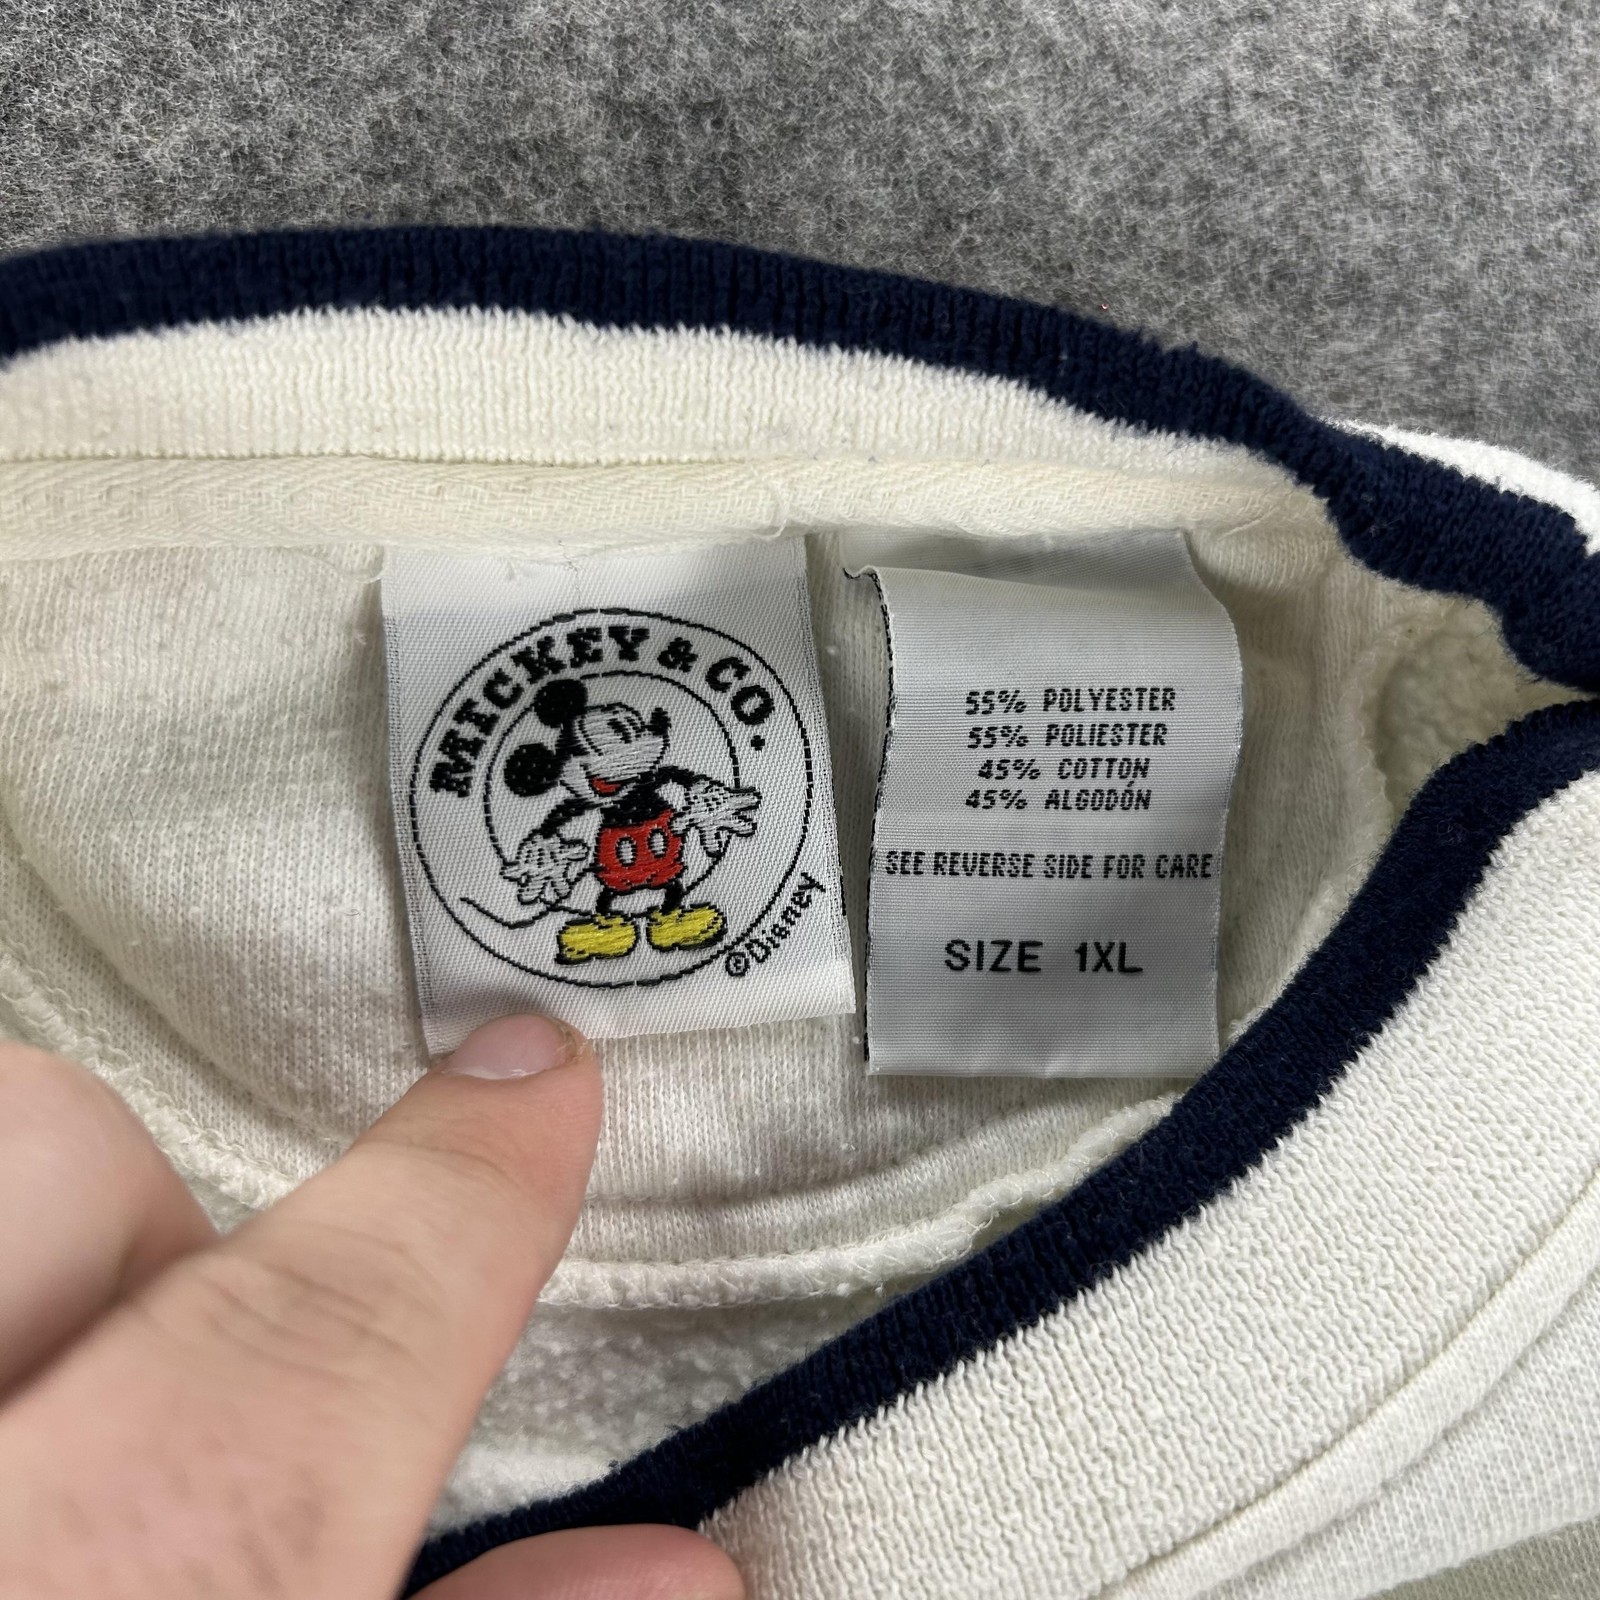 MICKEY & CO.
©Disney
55% POLYESTER
55% POLIESTER
45% COTTON
45% ALGODÓN
SEE REVERSE SIDE FOR CARE
SIZE 1XL